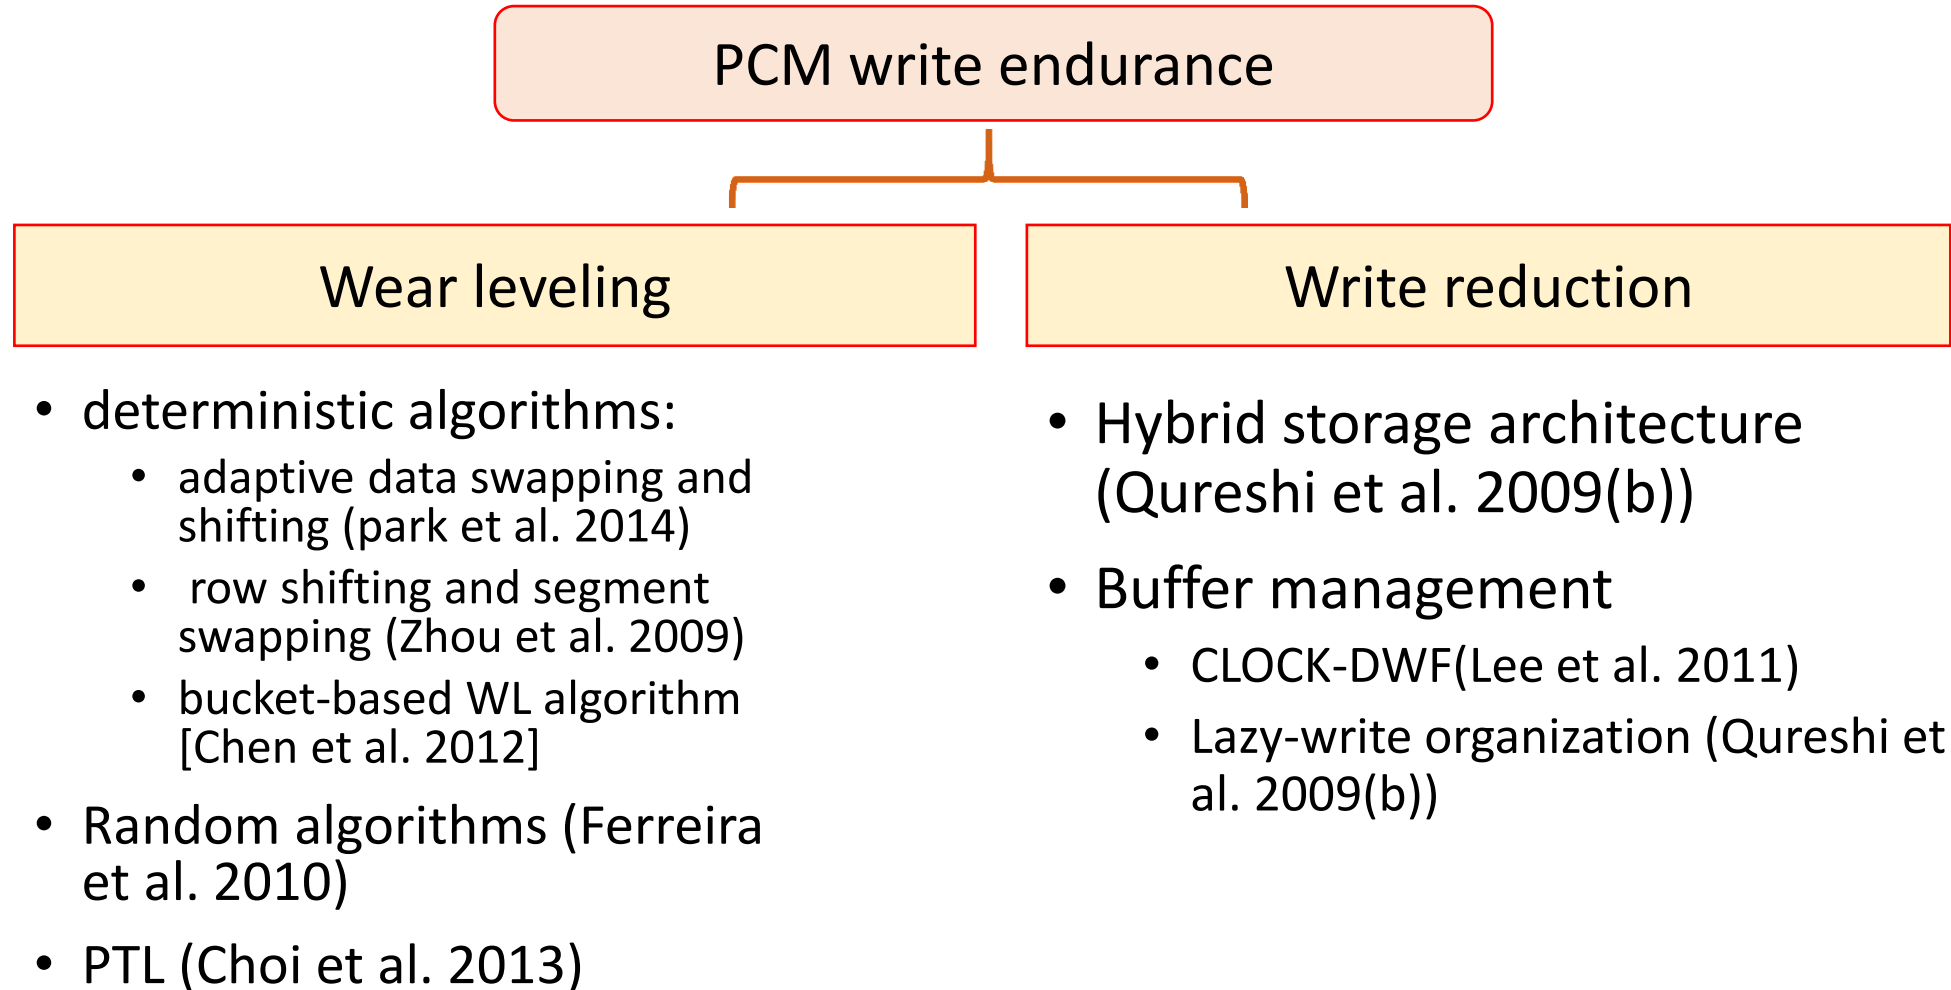 PCM write endurance
Wear leveling
• deterministic algorithms:
• adaptive data swapping and
shifting (park et al. 2014)
• row shifting and segment
swapping (Zhou et al. 2009)
• bucket-based WL algorithm
[Chen et al. 2012]
• Random algorithms (Ferreira
et al. 2010)
• PTL (Choi et al. 2013)
Write reduction
• Hybrid storage architecture
(Qureshi et al. 2009(b))
• Buffer management
• CLOCK-DWF(Lee et al. 2011)
• Lazy-write organization (Qureshi et
al. 2009(b))